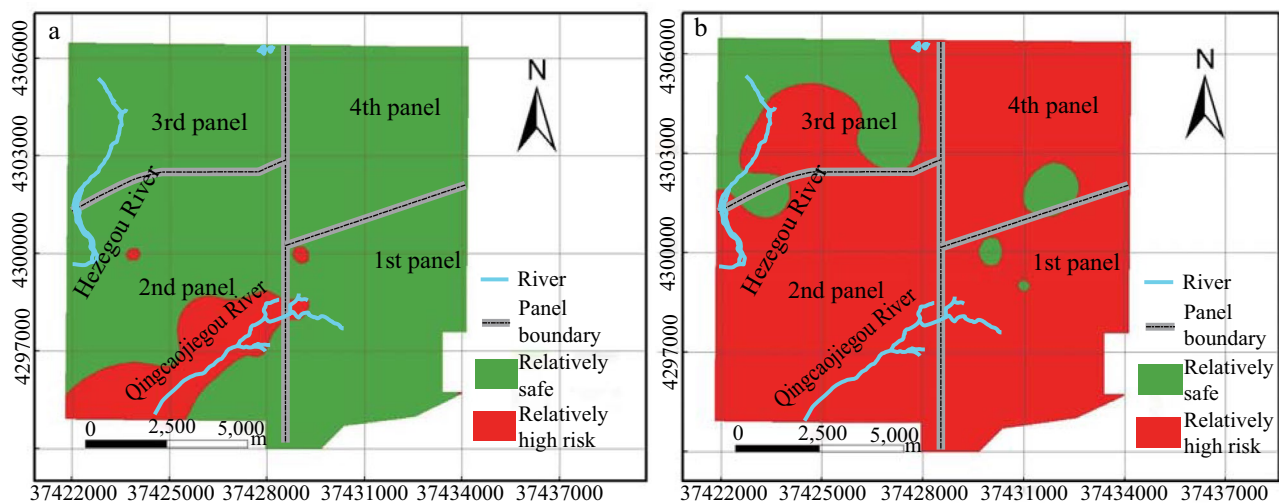 a
4306000
4303000
4300000
4297000
N
3rd panel
4th panel
Hezegou River
2nd panel
1st panel
Qingcaojiegou River
River
Panel
boundary
Relatively
safe
Relatively
high risk
0 2,500 5,000
m
37422000 37425000 37428000 37431000 37434000 37437000
b
4306000
4303000
4300000
4297000
N
3rd panel
4th panel
Hezegou River
2nd panel
1st panel
Qingcaojiegou River
River
Panel
boundary
Relatively
safe
Relatively
high risk
0 2,500 5,000
m
37422000 37425000 37428000 37431000 37434000 37437000